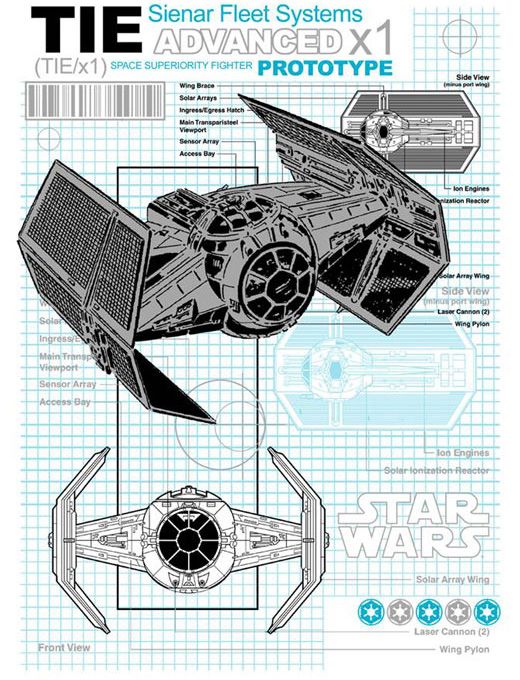 TIE
Sienar Fleet Systems
ADVANCED x1
(TIE/x1)
SPACE SUPERIORITY FIGHTER
PROTOTYPE
Side View
(minus port wing)
Wing Brace
Solar Arrays
Ingress/Egress Hatch
Main Transparisteel
Viewport
Sensor Array
Access Bay
Ion Engines
Ionization Reactor
Solar Array Wing
Side View
(minus port wing)
Laser Cannon (2)
Wing Pylon
Main Transp
Viewport
Sensor Array
Access Bay
Ion Engines
Solar Ionization Reactor
STAR
WARS
Solar Array Wing
Laser Cannon (2)
Front View
Wing Pylon